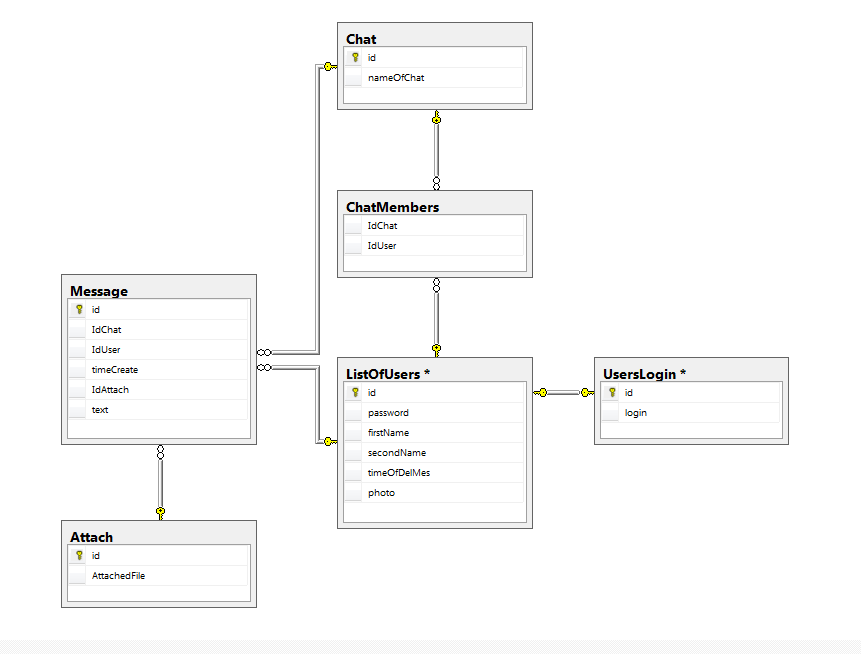 Chat
id
nameOfChat
ChatMembers
IdChat
IdUser
Message
id
IdChat
IdUser
timeCreate
IdAttach
text
ListOfUsers *
id
password
firstName
secondName
timeOfDelMes
photo
UsersLogin *
id
login
Attach
id
AttachedFile